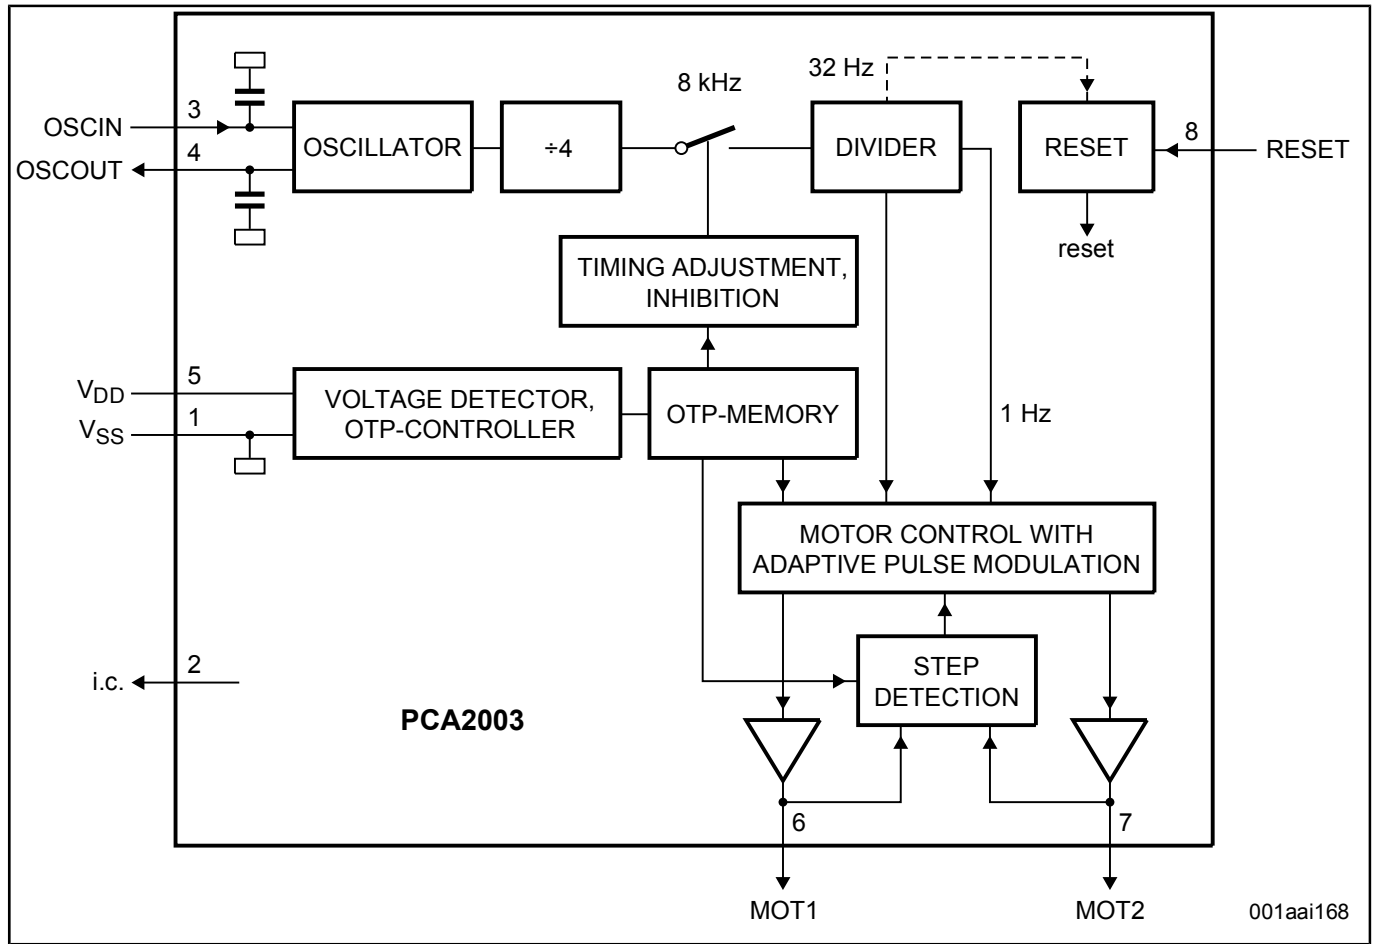 32 Hz
8 kHz
3
OSCIN
4
OSCOUT
OSCILLATOR
÷4
DIVIDER
RESET
8
RESET
reset
TIMING ADJUSTMENT,
INHIBITION
5
VDD
1
VSS
VOLTAGE DETECTOR,
OTP-CONTROLLER
OTP-MEMORY
1 Hz
MOTOR CONTROL WITH
ADAPTIVE PULSE MODULATION
2
i.c.
STEP
DETECTION
PCA2003
6
7
MOT1
MOT2
001aai168